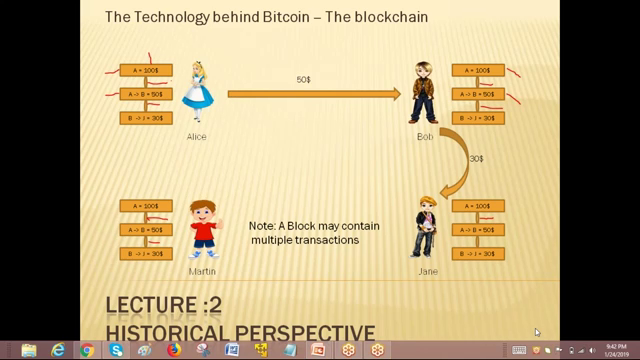 The Technology behind Bitcoin – The blockchain
A = 100$
A -> B = 50$
B -> J = 30$
Alice
50$
Bob
A = 100$
A -> B = 50$
B -> J = 30$
30$
A = 100$
A -> B = 50$
B -> J = 30$
Martin
Note: A Block may contain
multiple transactions
Jane
A = 100$
A -> B = 50$
B -> J = 30$
LECTURE :2
HISTORICAL PERSPECTIVE
9:42 PM
1/24/2019